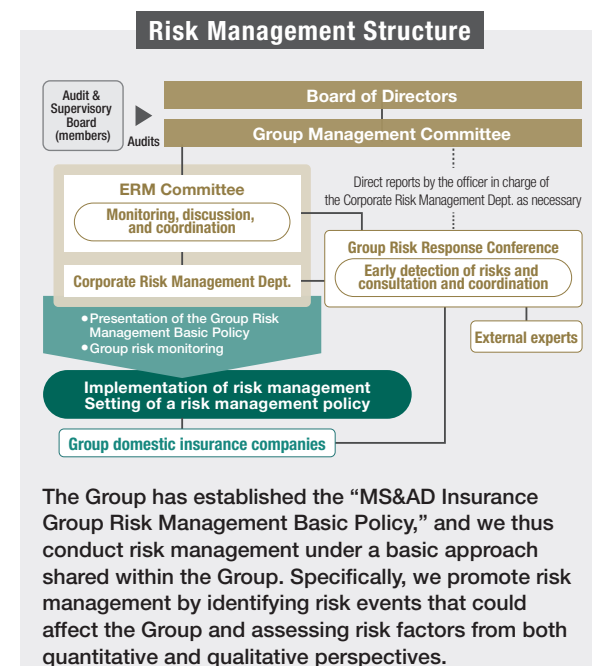 Risk Management Structure
Audit &
Supervisory
Board
(members)
Audits
Board of Directors
Group Management Committee
Direct reports by the officer in charge of
the Corporate Risk Management Dept. as necessary
ERM Committee
Monitoring, discussion,
and coordination
Corporate Risk Management Dept.
Group Risk Response Conference
Early detection of risks and
consultation and coordination
External experts
●Presentation of the Group Risk
Management Basic Policy
●Group risk monitoring
Implementation of risk management
Setting of a risk management policy
Group domestic insurance companies
The Group has established the “MS&AD Insurance
Group Risk Management Basic Policy,” and we thus
conduct risk management under a basic approach
shared within the Group. Specifically, we promote risk
management by identifying risk events that could
affect the Group and assessing risk factors from both
quantitative and qualitative perspectives.